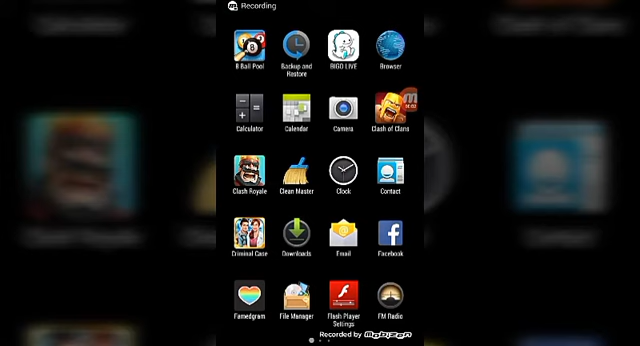 Recording
8 Ball Pool
Backup and Restore
BIGO LIVE
Browser
Calculator
Calendar
Camera
Clash of Clans
Clash Royale
Clean Master
Clock
Contact
Criminal Case
Downloads
Email
Facebook
Famedgram
File Manager
Flash Player Settings
FM Radio
Recorded by Mobizen